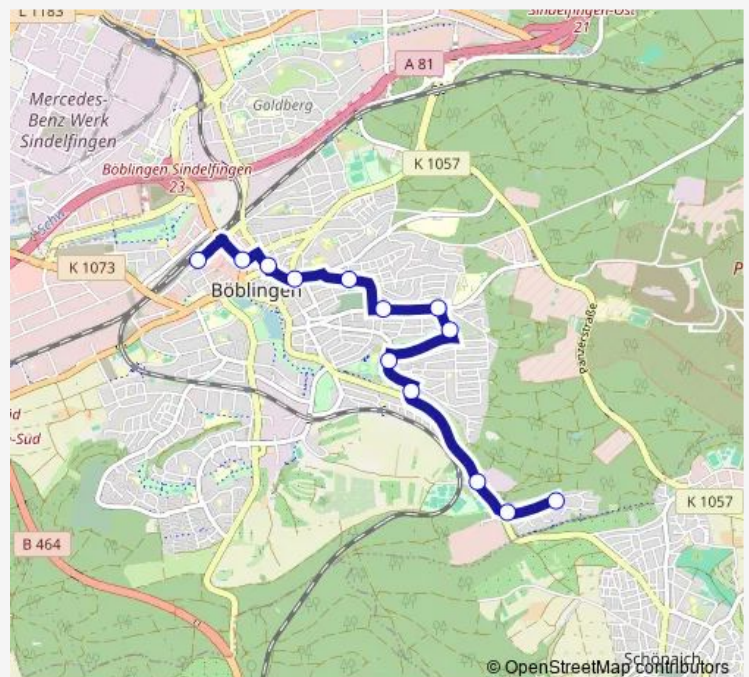 L 1183
Sindelfingen-Ost
21
A 81
Mercedes-
Benz Werk
Sindelfingen
Goldberg
Böblingen Sindelfingen
23
K 1057
K 1073
Böblingen
Panzerstraße
-Süd
K 1057
B 464
Schönaich
© OpenStreetMap contributors